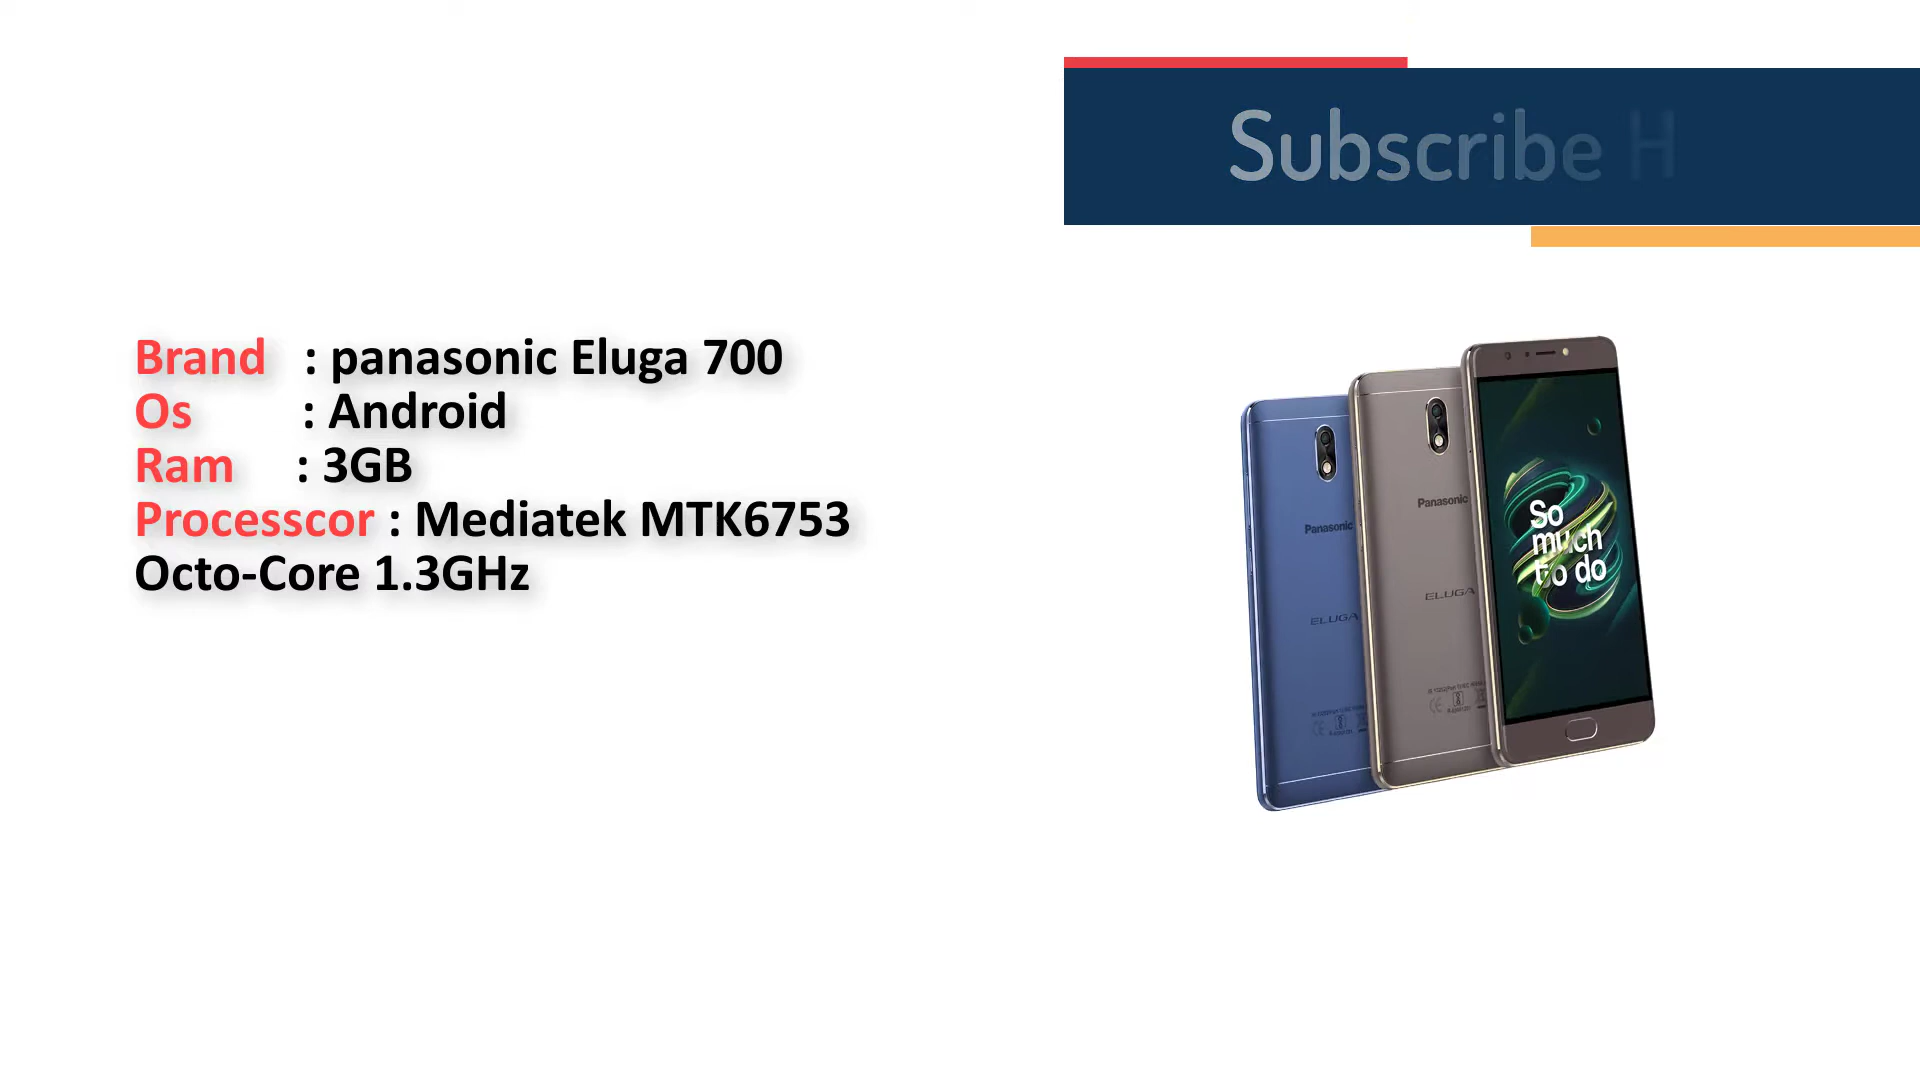 Subscribe H
Brand : panasonic Eluga 700
Os : Android
Ram : 3GB
Processcor : Mediatek MTK6753
Octo-Core 1.3GHz
Panasonic
Panasonic
ELUGA
ELUGA
So
much
to do